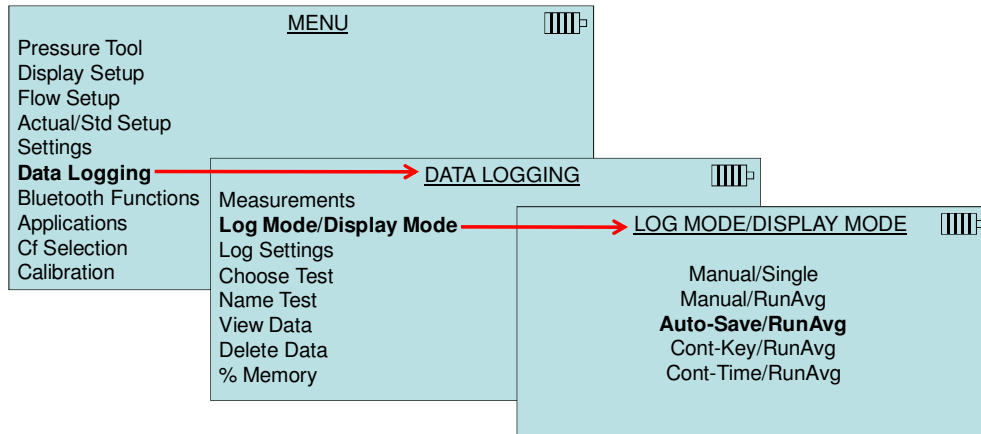 MENU
Pressure Tool
Display Setup
Flow Setup
Actual/Std Setup
Settings
Data Logging
Bluetooth Functions
Applications
Cf Selection
Calibration
DATA LOGGING
Measurements
Log Mode/Display Mode
Log Settings
Choose Test
Name Test
View Data
Delete Data
% Memory
LOG MODE/DISPLAY MODE
Manual/Single
Manual/RunAvg
Auto-Save/RunAvg
Cont-Key/RunAvg
Cont-Time/RunAvg